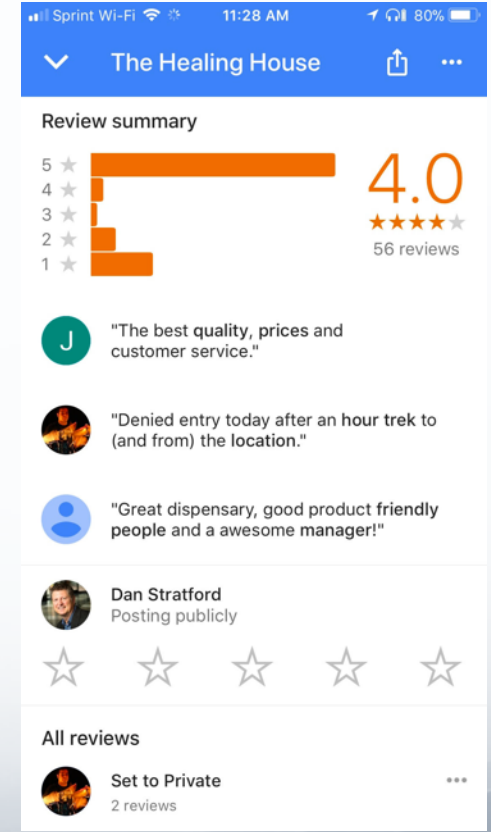 Sprint Wi-Fi 11:28 AM 80%
The Healing House
Review summary
5
4
3
2
1
4.0
56 reviews
J
"The best quality, prices and
customer service."
"Denied entry today after an hour trek to
(and from) the location."
"Great dispensary, good product friendly
people and a awesome manager!"
Dan Stratford
Posting publicly
All reviews
Set to Private
2 reviews